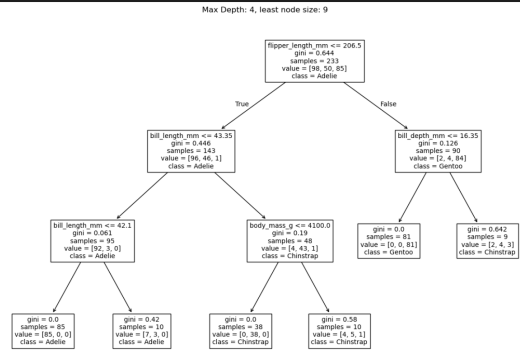 Max Depth: 4, least node size: 9
flipper_length_mm <= 206.5
gini = 0.644
samples = 233
value = [98, 50, 85]
class = Adelie
True
False
bill_length_mm <= 43.35
gini = 0.446
samples = 143
value = [96, 46, 1]
class = Adelie
bill_depth_mm <= 16.35
gini = 0.126
samples = 90
value = [2, 4, 84]
class = Gentoo
bill_length_mm <= 42.1
gini = 0.061
samples = 95
value = [92, 3, 0]
class = Adelie
body_mass_g <= 4100.0
gini = 0.19
samples = 48
value = [4, 43, 1]
class = Chinstrap
gini = 0.0
samples = 81
value = [0, 0, 81]
class = Gentoo
gini = 0.642
samples = 9
value = [2, 4, 3]
class = Chinstrap
gini = 0.0
samples = 85
value = [85, 0, 0]
class = Adelie
gini = 0.42
samples = 10
value = [7, 3, 0]
class = Adelie
gini = 0.0
samples = 38
value = [0, 38, 0]
class = Chinstrap
gini = 0.58
samples = 10
value = [4, 5, 1]
class = Chinstrap